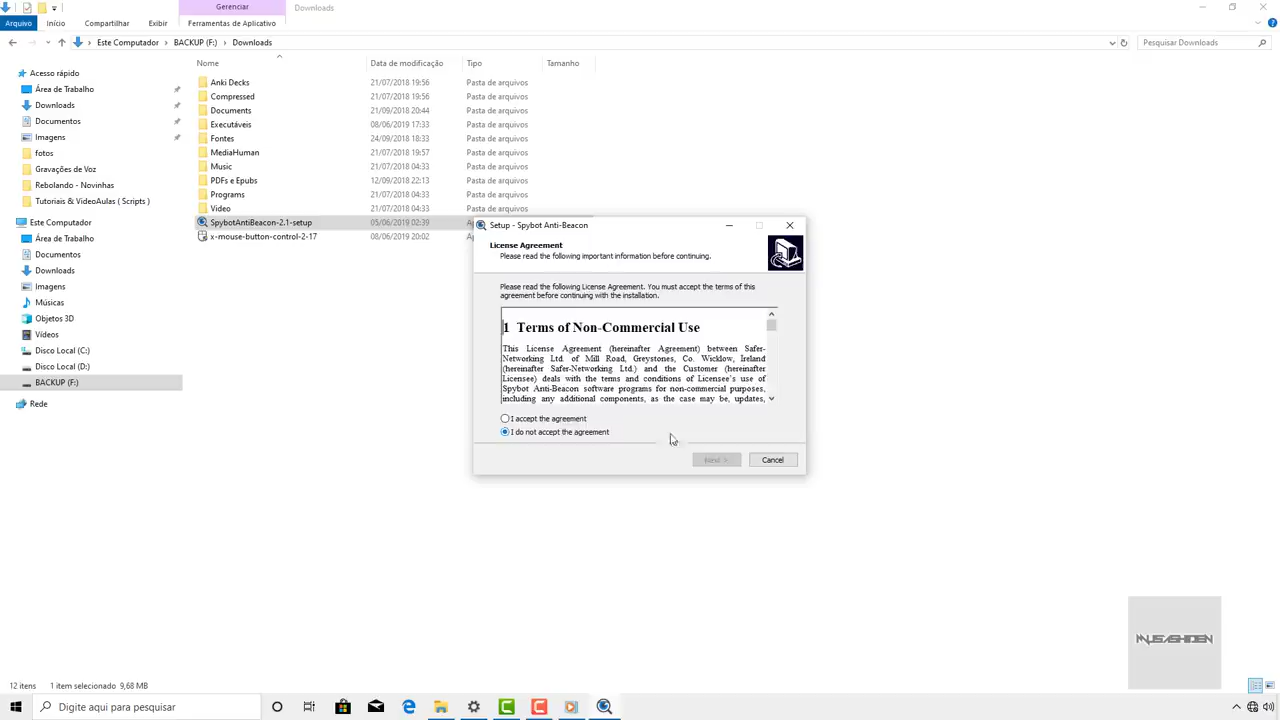 Gerenciar
Downloads
Arquivo
Início
Compartilhar
Exibir
Ferramentas de Aplicativo
Este Computador
BACKUP (F:)
Downloads
Pesquisar Downloads
Nome
Data de modificação
Tipo
Tamanho
Acesso rápido
Área de Trabalho
Downloads
Documentos
Imagens
fotos
Gravações de Voz
Rebolando - Novinhas
Tutoriais & VideoAulas ( Scripts )
Este Computador
Área de Trabalho
Documentos
Downloads
Imagens
Músicas
Objetos 3D
Vídeos
Disco Local (C:)
Disco Local (D:)
BACKUP (F:)
Rede
Anki Decks 21/07/2018 19:56 Pasta de arquivos
Compressed 21/07/2018 19:56 Pasta de arquivos
Documents 21/09/2018 20:44 Pasta de arquivos
Executáveis 08/06/2019 17:33 Pasta de arquivos
Fontes 24/09/2018 18:33 Pasta de arquivos
MediaHuman 21/07/2018 19:57 Pasta de arquivos
Music 21/07/2018 04:33 Pasta de arquivos
PDFs e Epubs 12/09/2018 22:13 Pasta de arquivos
Programs 21/07/2018 04:33 Pasta de arquivos
Video 21/07/2018 04:33 Pasta de arquivos
SpybotAntiBeacon-2.1-setup 05/06/2019 02:39
x-mouse-button-control-2-17 08/06/2019 20:02
Setup - Spybot Anti-Beacon
License Agreement
Please read the following important information before continuing.
Please read the following License Agreement. You must accept the terms of this
agreement before continuing with the installation.
1 Terms of Non-Commercial Use
This License Agreement (hereinafter Agreement) between Safer-
Networking Ltd. of Mill Road, Greystones, Co. Wicklow, Ireland
(hereinafter Safer-Networking Ltd.) and the Customer (hereinafter
Licensee) deals with the terms and conditions of Licensee's use of
Spybot Anti-Beacon software programs for non-commercial purposes,
including any additional components, as the case may be, updates,
I accept the agreement
I do not accept the agreement
Next >
Cancel
12 itens
1 item selecionado 9,68 MB
Digite aqui para pesquisar